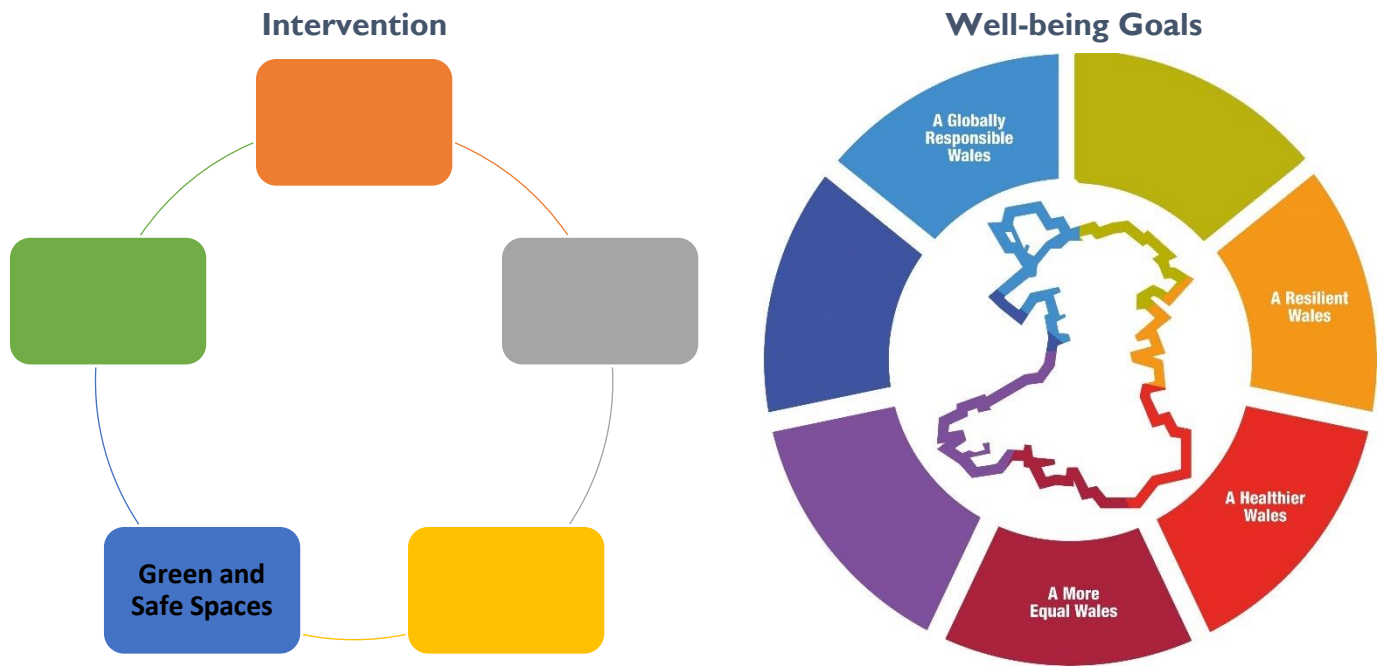 Intervention
Green and
Safe Spaces
Well-being Goals
A Globally
Responsible
Wales
A Resilient
Wales
A Healthier
Wales
A More
Equal Wales